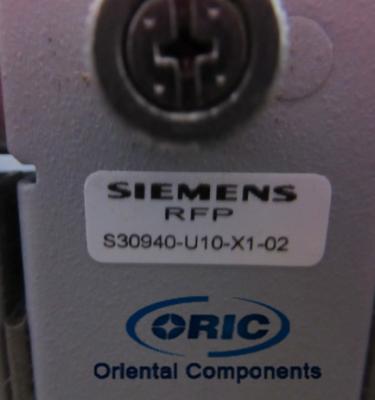 SIEMENS
RFP
S30940-U10-X1-02
ORIC
Oriental Components